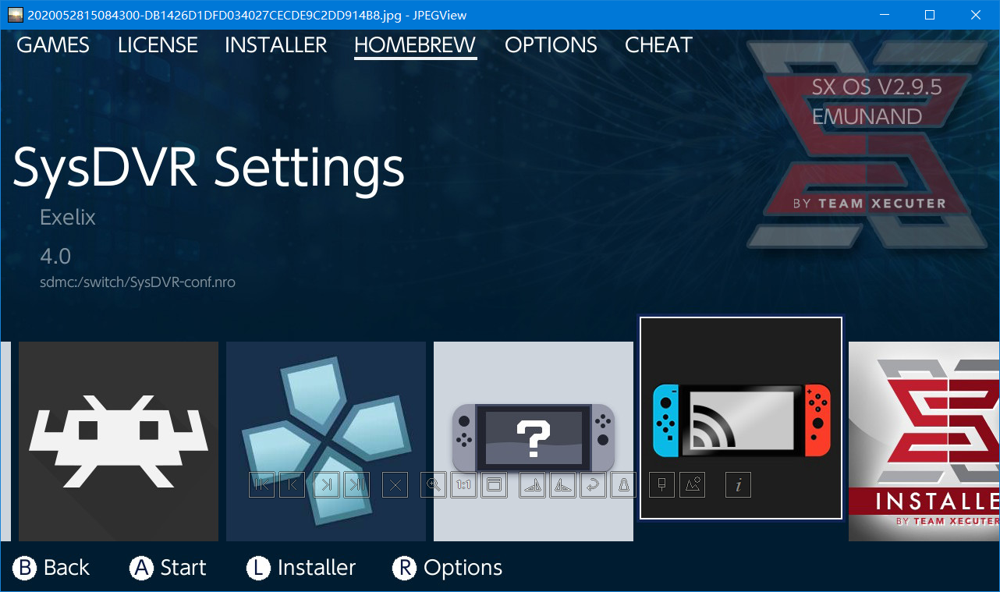 2020052815084300-DB1426D1DFD034027CECDE9C2DD914B8.jpg - JPEGView
GAMES LICENSE INSTALLER HOMEBREW OPTIONS CHEAT
SX OS V2.9.5
EMUNAND
SysDVR Settings
BY TEAM XECUTER
Exelix
4.0
sdmc:/switch/SysDVR-conf.nro
?
1:1
i
INSTALLE
BY TEAM XECUTER
B Back A Start L Installer R Options